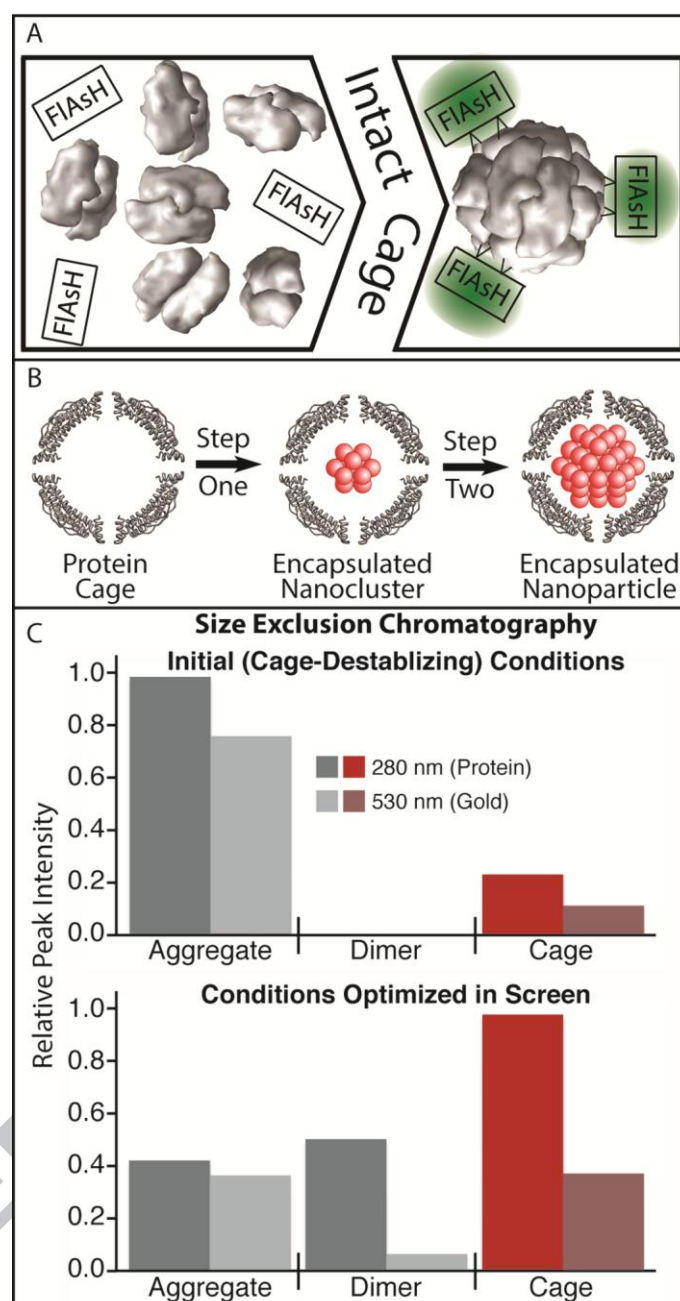 A
FlAsH
FlAsH
FlAsH
Intact Cage
FlAsH
FlAsH
FlAsH
B
Step
One
Step
Two
Protein
Cage
Encapsulated
Nanocluster
Encapsulated
Nanoparticle
C
Size Exclusion Chromatography
Initial (Cage-Destablizing) Conditions
280 nm (Protein)
530 nm (Gold)
1.0
0.8
0.6
0.4
0.2
0.0
Aggregate
Dimer
Cage
Relative Peak Intensity
Conditions Optimized in Screen
1.0
0.8
0.6
0.4
0.2
0.0
Aggregate
Dimer
Cage